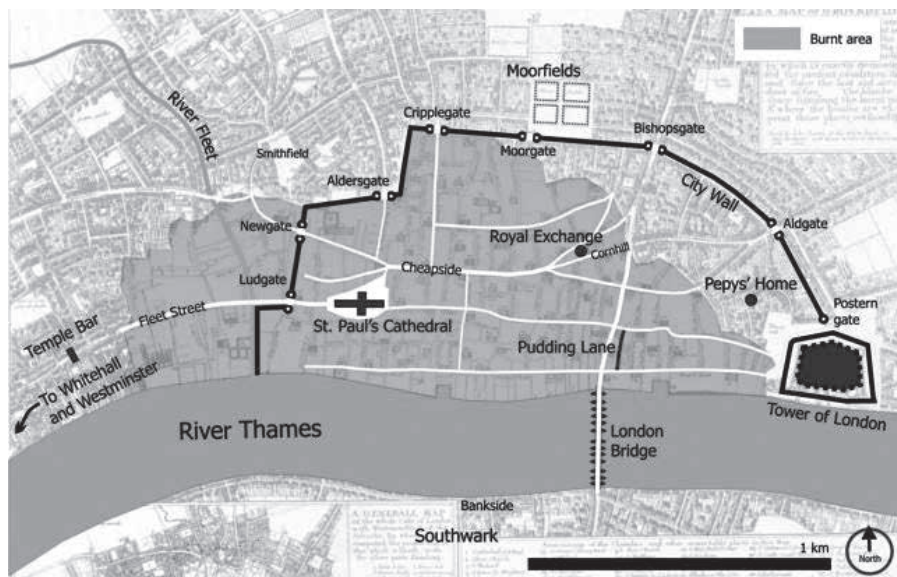 Burnt area
Moorfields
River Fleet
Cripplegate
Bishopsgate
Moorgate
Smithfield
Aldersgate
City Wall
Aldgate
Newgate
Royal Exchange
Cornhill
Cheapside
Ludgate
Pepys' Home
Postern
gate
Fleet Street
St. Paul's Cathedral
Temple Bar
Pudding Lane
To Whitehall
and Westminster
Tower of London
River Thames
London
Bridge
Bankside
Southwark
A GENERALL MAP
1 km
North